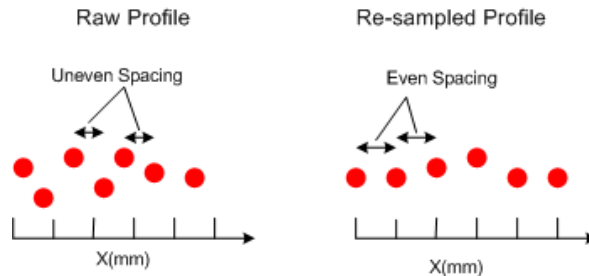 Raw Profile
Re-sampled Profile
Uneven Spacing
Even Spacing
X(mm)
X(mm)